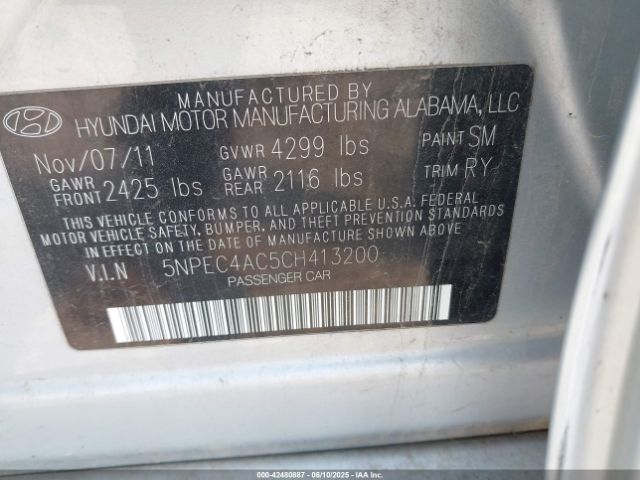 MANUFACTURED BY
HYUNDAI MOTOR MANUFACTURING ALABAMA, LLC
Nov/07/11 GVWR 4299 lbs PAINT SM
GAWR FRONT 2425 lbs GAWR REAR 2116 lbs TRIM RY
THIS VEHICLE CONFORMS TO ALL APPLICABLE U.S.A. FEDERAL
MOTOR VEHICLE SAFETY, BUMPER, AND THEFT PREVENTION STANDARDS
IN EFFECT ON THE DATE OF MANUFACTURE SHOWN ABOVE
V.I.N 5NPEC4AC5CH413200
PASSENGER CAR
000-42480887 - 06/10/2025 - Copyright IAA, LLC